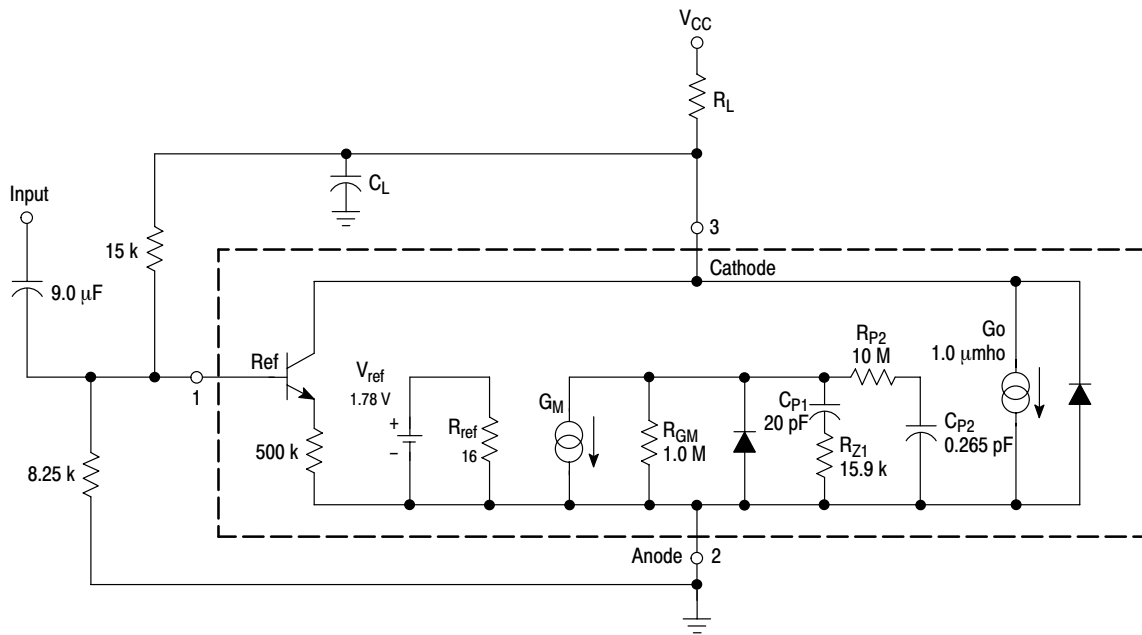 V_CC
R_L
Input
C_L
15 k
9.0 µF
3
Cathode
Ref
1
V_ref
1.78 V
+
–
500 k
R_ref
16
G_M
R_GM
1.0 M
R_P2
10 M
C_P1
20 pF
R_Z1
15.9 k
C_P2
0.265 pF
Go
1.0 µmho
8.25 k
Anode
2